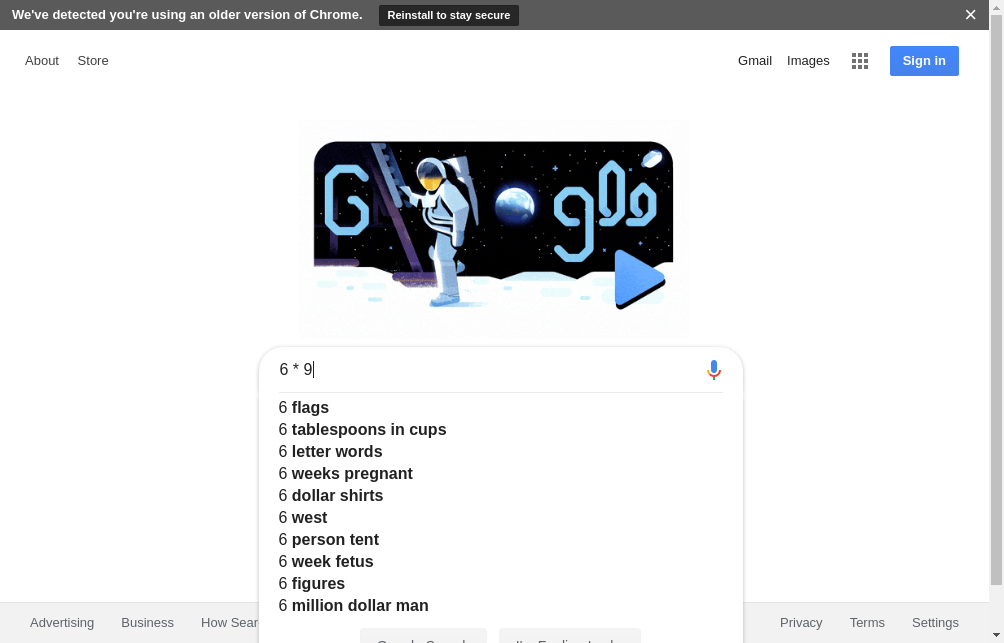 We've detected you're using an older version of Chrome. Reinstall to stay secure
About Store Gmail Images Sign in
6 * 9
6 flags
6 tablespoons in cups
6 letter words
6 weeks pregnant
6 dollar shirts
6 west
6 person tent
6 week fetus
6 figures
6 million dollar man
Advertising Business How Sear Privacy Terms Settings